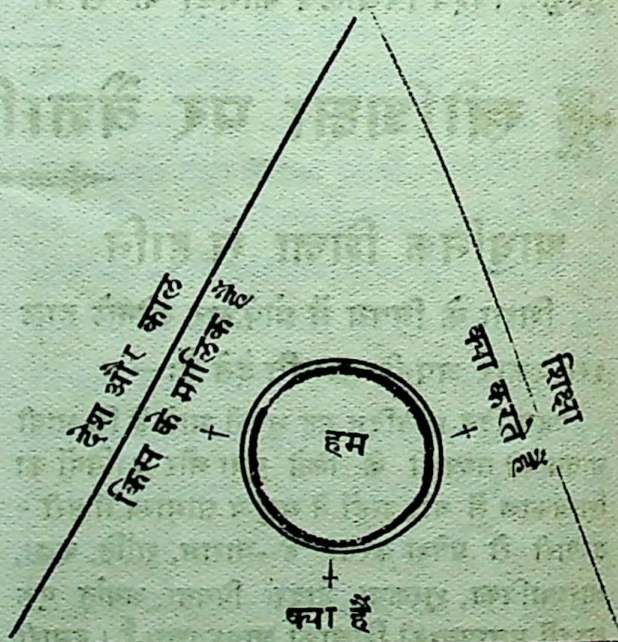 देश और काल
किस के मालिक हैं
हम
क्या करते हैं
शिक्षा
क्या हैं